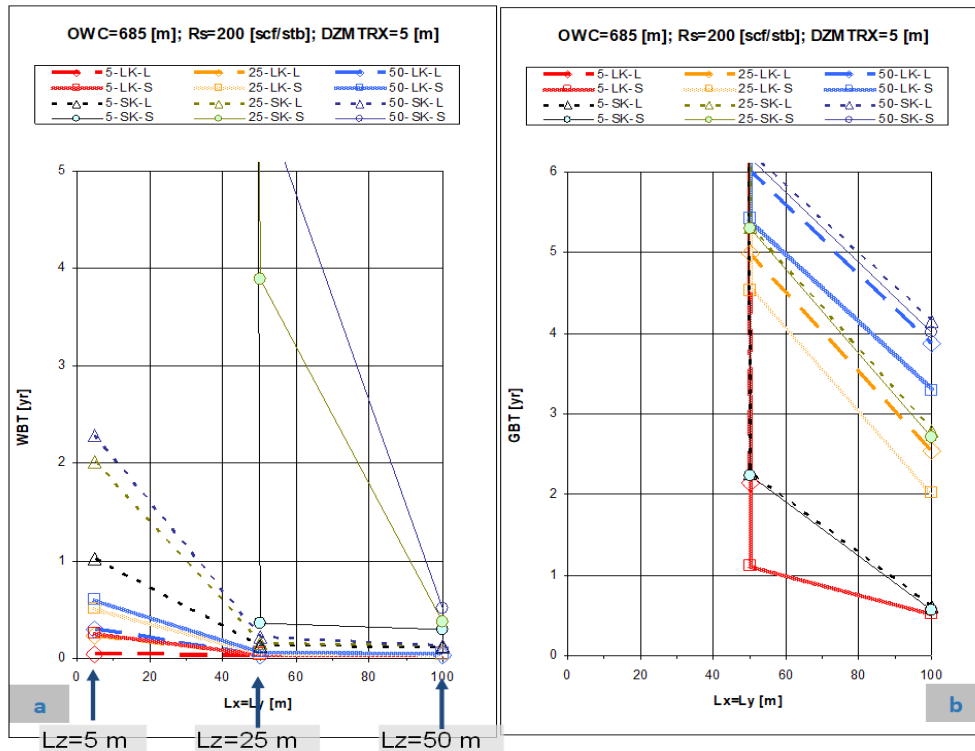 OWC=685 [m]; Rs=200 [scf/stb]; DZMTRX=5 [m]
5-LK-L 25-LK-L 50-LK-L
5-LK-S 25-LK-S 50-LK-S
5-SK-L 25-SK-L 50-SK-L
5-SK-S 25-SK-S 50-SK-S
5
4
3
2
1
0
WBT [yr]
0 20 40 60 80 100
Lx=Ly [m]
a
Lz=5 m Lz=25 m Lz=50 m
OWC=685 [m]; Rs=200 [scf/stb]; DZMTRX=5 [m]
5-LK-L 25-LK-L 50-LK-L
5-LK-S 25-LK-S 50-LK-S
5-SK-L 25-SK-L 50-SK-L
5-SK-S 25-SK-S 50-SK-S
6
5
4
3
2
1
0
GBT [yr]
0 20 40 60 80 100
Lx=Ly [m]
b